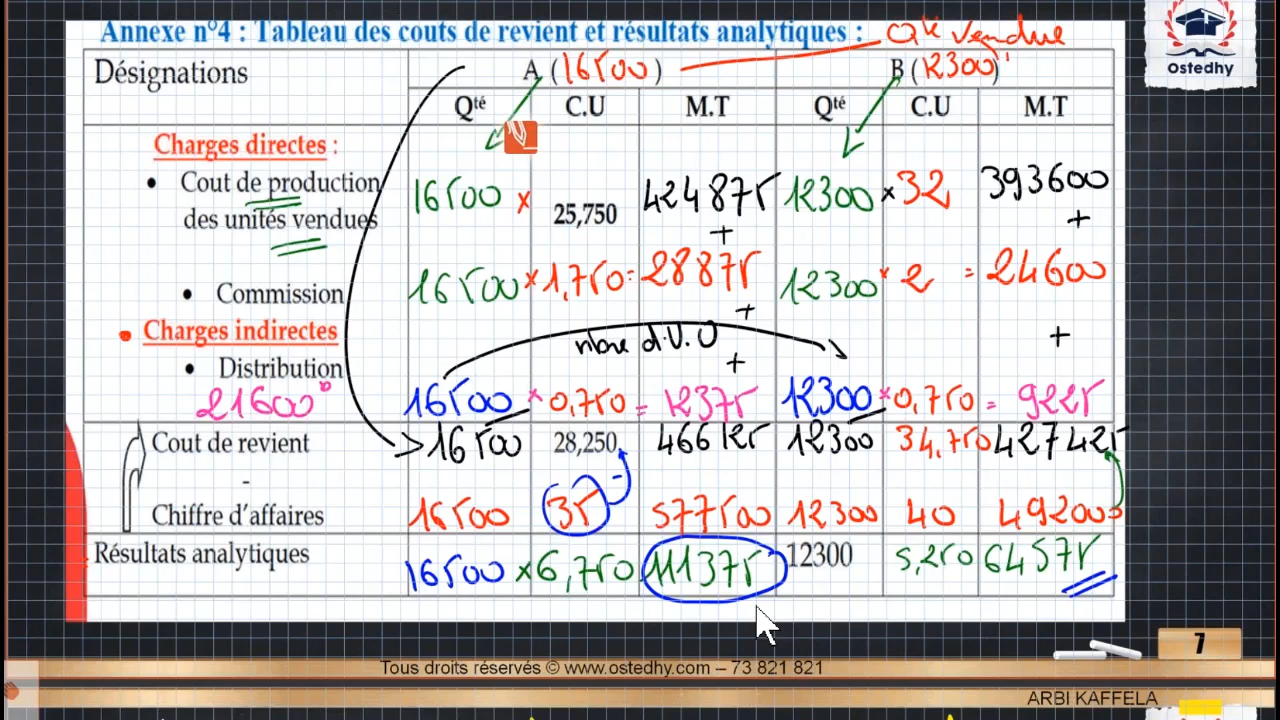 Annexe n°4 : Tableau des couts de revient et résultats analytiques : Qté vendue
Ostedhy
Désignations A (16500) B (12300)
Qté C.U M.T Qté C.U M.T
Charges directes :
• Cout de production 16500 × 25,750 424875 12300 × 32 393600
des unités vendues + +
• Commission 16500 × 1,750 = 28875 12300 × 2 = 24600
+ +
• Charges indirectes nbre d'U.V
• Distribution +
21600 16500 × 0,750 = 12375 12300 × 0,750 = 9225
Cout de revient > 16500 28,250 466125 12300 34,750 427425
- -
Chiffre d'affaires 16500 35 577500 12300 40 492000
Résultats analytiques 16500 × 6,750 111375 12300 5,250 64575
7
Tous droits réservés © www.ostedhy.com – 73 821 821
ARBI KAFFELA